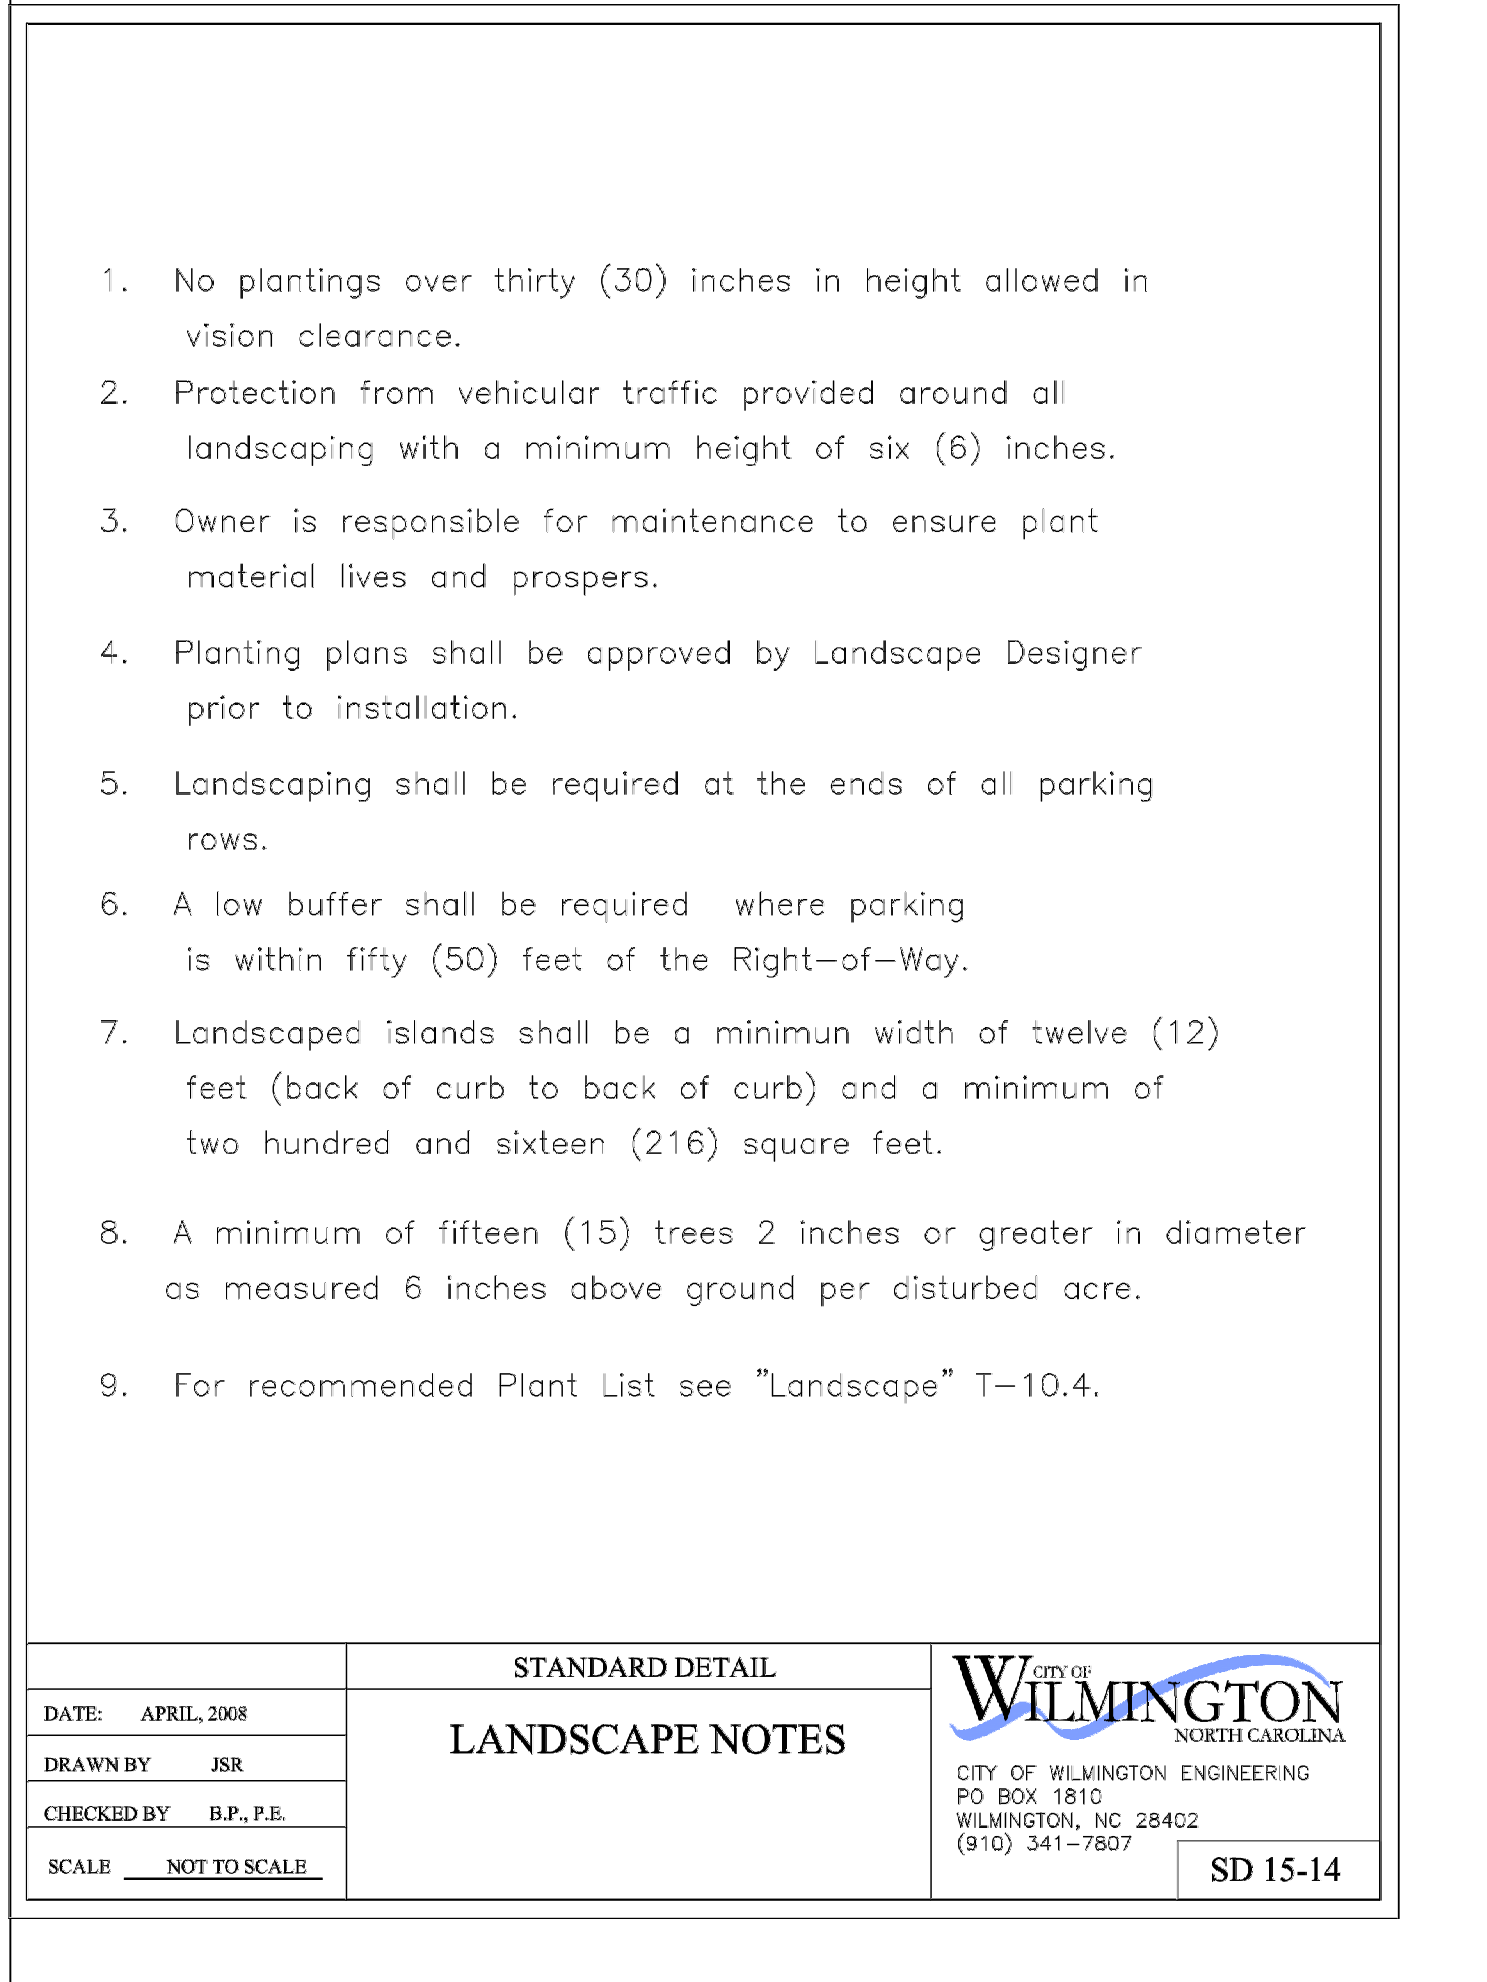 1. No plantings over thirty (30) inches in height allowed in
vision clearance.
2. Protection from vehicular traffic provided around all
landscaping with a minimum height of six (6) inches.
3. Owner is responsible for maintenance to ensure plant
material lives and prospers.
4. Planting plans shall be approved by Landscape Designer
prior to installation.
5. Landscaping shall be required at the ends of all parking
rows.
6. A low buffer shall be required where parking
is within fifty (50) feet of the Right-of-Way.
7. Landscaped islands shall be a minimun width of twelve (12)
feet (back of curb to back of curb) and a minimum of
two hundred and sixteen (216) square feet.
8. A minimum of fifteen (15) trees 2 inches or greater in diameter
as measured 6 inches above ground per disturbed acre.
9. For recommended Plant List see "Landscape" T-10.4.
DATE: APRIL, 2008
DRAWN BY JSR
CHECKED BY B.P., P.E.
SCALE NOT TO SCALE
STANDARD DETAIL
LANDSCAPE NOTES
CITY OF
WILMINGTON
NORTH CAROLINA
CITY OF WILMINGTON ENGINEERING
PO BOX 1810
WILMINGTON, NC 28402
(910) 341-7807
SD 15-14